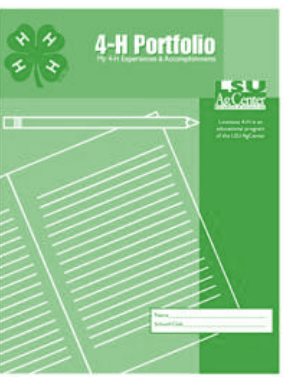 H H
H H
4-H Portfolio
My 4-H Experiences & Accomplishments
LSU
AgCenter
Louisiana 4-H is an
educational program
of the LSU AgCenter
Name
School/Club